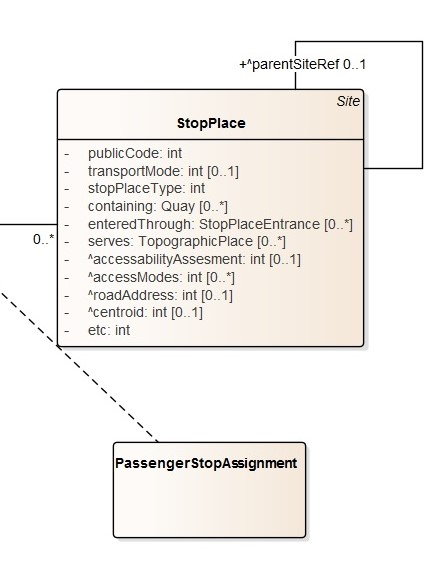 +^parentSiteRef 0..1
Site
StopPlace
- publicCode: int
- transportMode: int [0..1]
- stopPlaceType: int
- containing: Quay [0..*]
- enteredThrough: StopPlaceEntrance [0..*]
- serves: TopographicPlace [0..*]
- ^accessabilityAssesment: int [0..1]
- ^accessModes: int [0..*]
- ^roadAddress: int [0..1]
- ^centroid: int [0..1]
- etc: int
0..*
PassengerStopAssignment